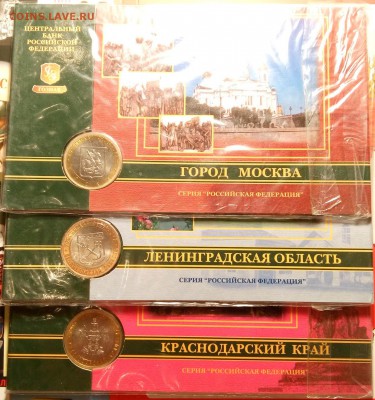 COINS.LAVE.RU
ЦЕНТРАЛЬНЫЙ
БАНК
РОССИЙСКОЙ
ФЕДЕРАЦИИ
ГОРОД МОСКВА
СЕРИЯ "РОССИЙСКАЯ ФЕДЕРАЦИЯ"
ЛЕНИНГРАДСКАЯ ОБЛАСТЬ
СЕРИЯ "РОССИЙСКАЯ ФЕДЕРАЦИЯ"
КРАСНОДАРСКИЙ КРАЙ
СЕРИЯ "РОССИЙСКАЯ ФЕДЕРАЦИЯ"